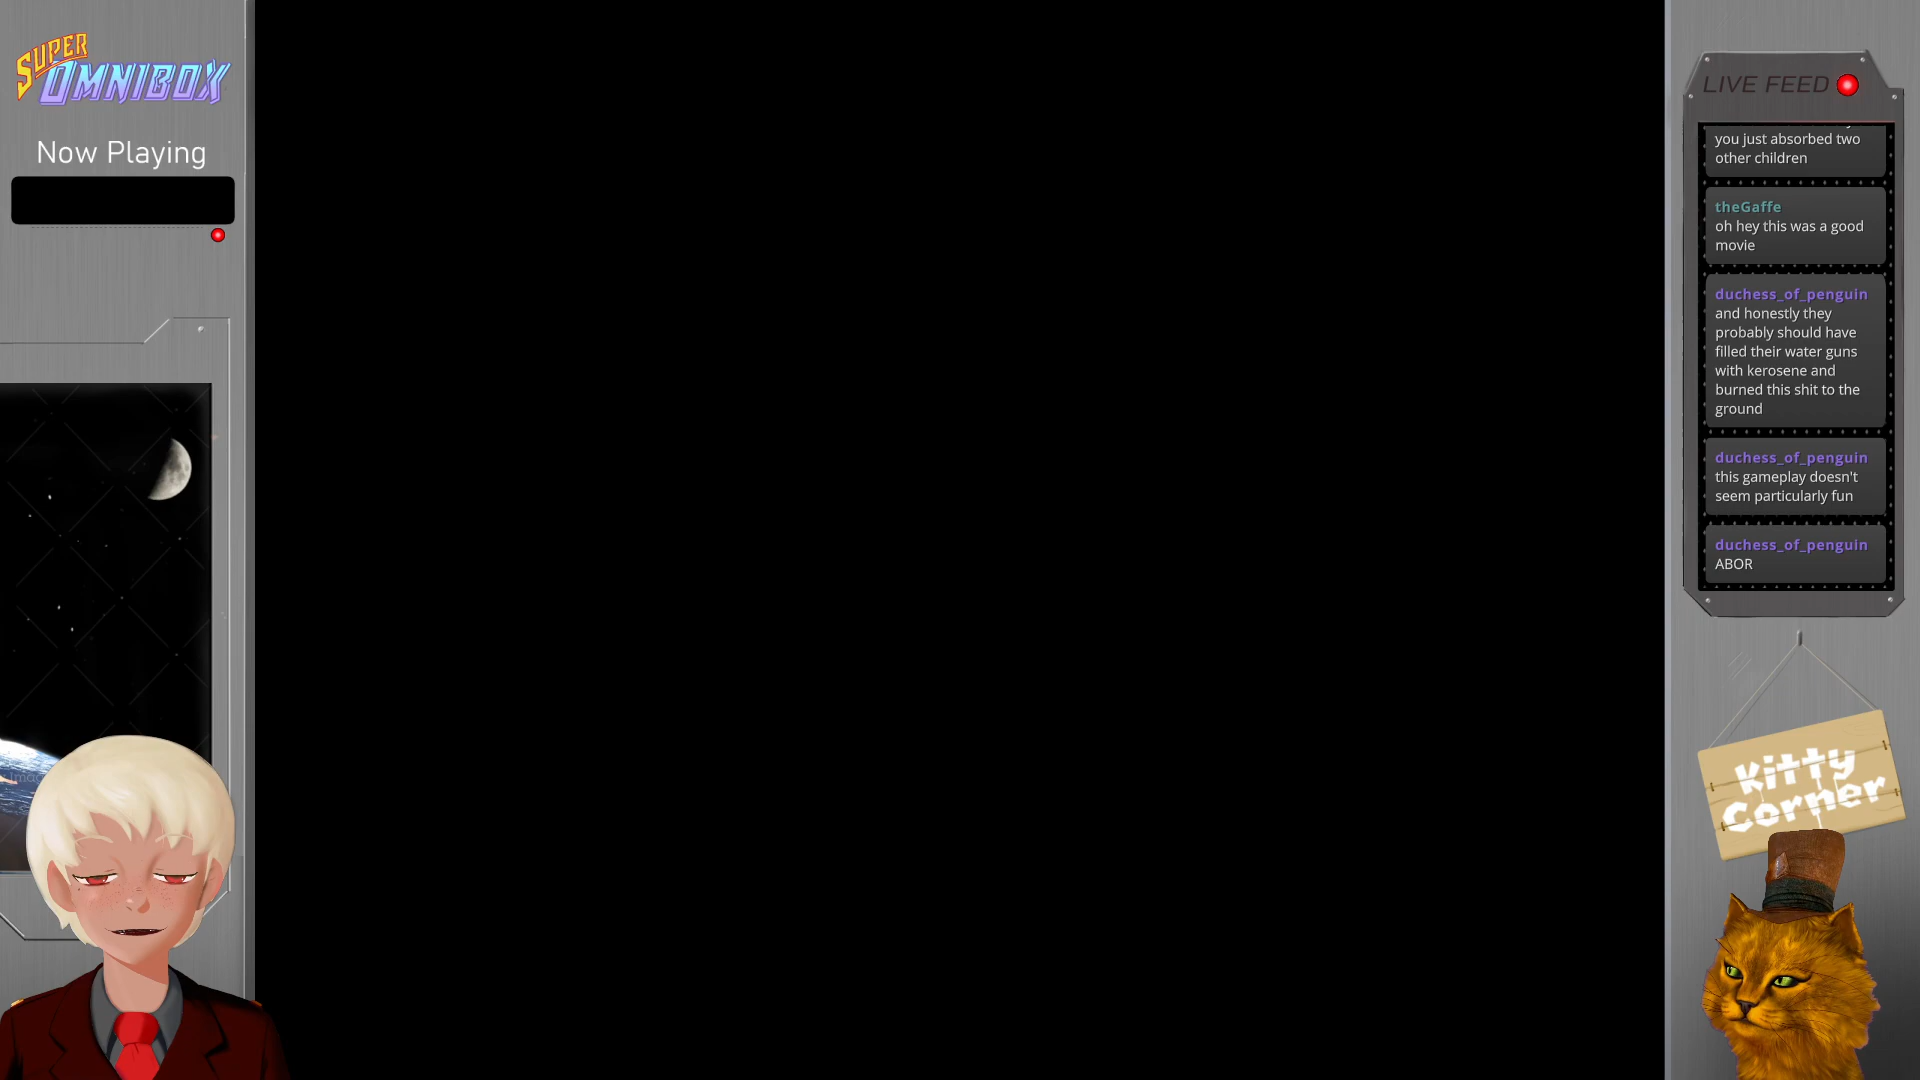 SUPER
OMNIBOX
Now Playing
LIVE FEED
you just absorbed two
other children
theGaffe
oh hey this was a good
movie
duchess_of_penguin
and honestly they
probably should have
filled their water guns
with kerosene and
burned this shit to the
ground
duchess_of_penguin
this gameplay doesn't
seem particularly fun
duchess_of_penguin
ABOR
Kitty
Corner